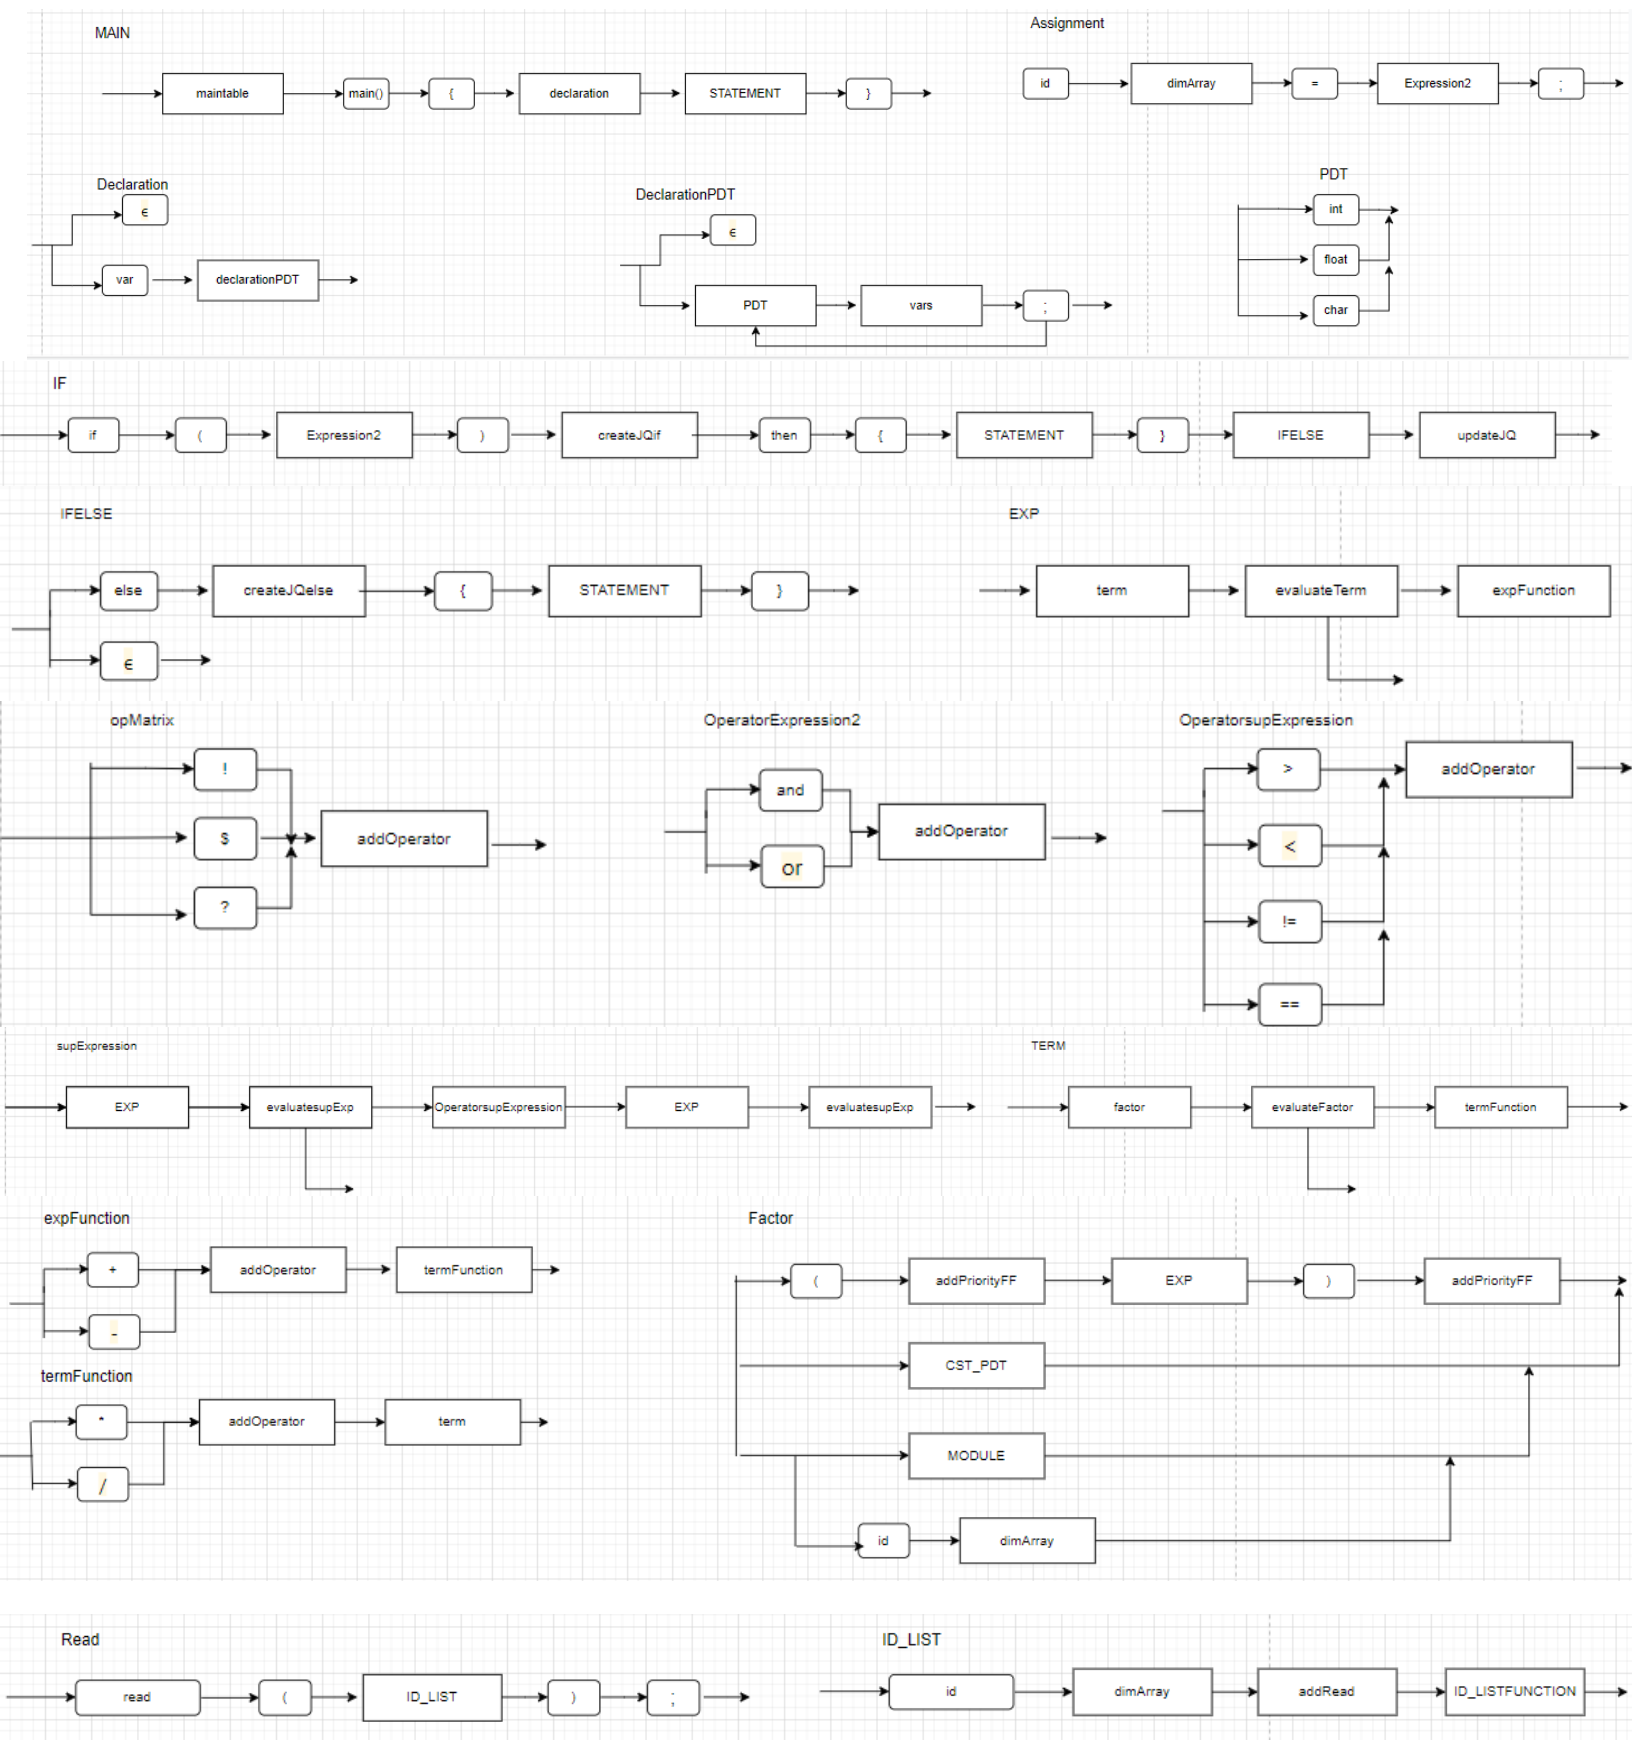 MAIN
Assignment
maintable main() { declaration STATEMENT }
id dimArray = Expression2 ;
Declaration
DeclarationPDT
PDT
ϵ
var declarationPDT
ϵ
PDT vars ;
int
float
char
IF
if ( Expression2 ) createJQif then { STATEMENT } IFELSE updateJQ
IFELSE
EXP
else createJQelse { STATEMENT }
ϵ
term evaluateTerm expFunction
opMatrix
OperatorExpression2
OperatorsupExpression
!
$
?
addOperator
and
or
addOperator
>
<
!=
==
addOperator
supExpression
TERM
EXP evaluatesupExp OperatorsupExpression EXP evaluatesupExp
factor evaluateFactor termFunction
expFunction
+
-
addOperator termFunction
termFunction
*
/
addOperator term
Factor
( addPriorityFF EXP ) addPriorityFF
CST_PDT
MODULE
id dimArray
Read
ID_LIST
read ( ID_LIST ) ;
id dimArray addRead ID_LISTFUNCTION